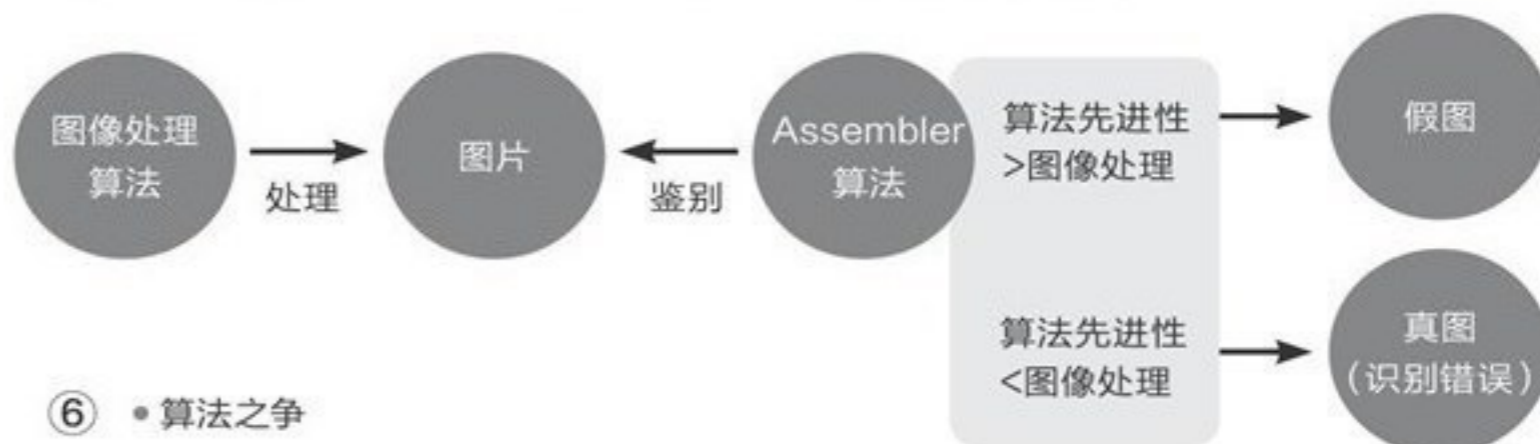 图像处理
算法
处理
图片
鉴别
Assembler
算法
算法先进性
>图像处理
假图
算法先进性
<图像处理
真图
（识别错误）
⑥ • 算法之争